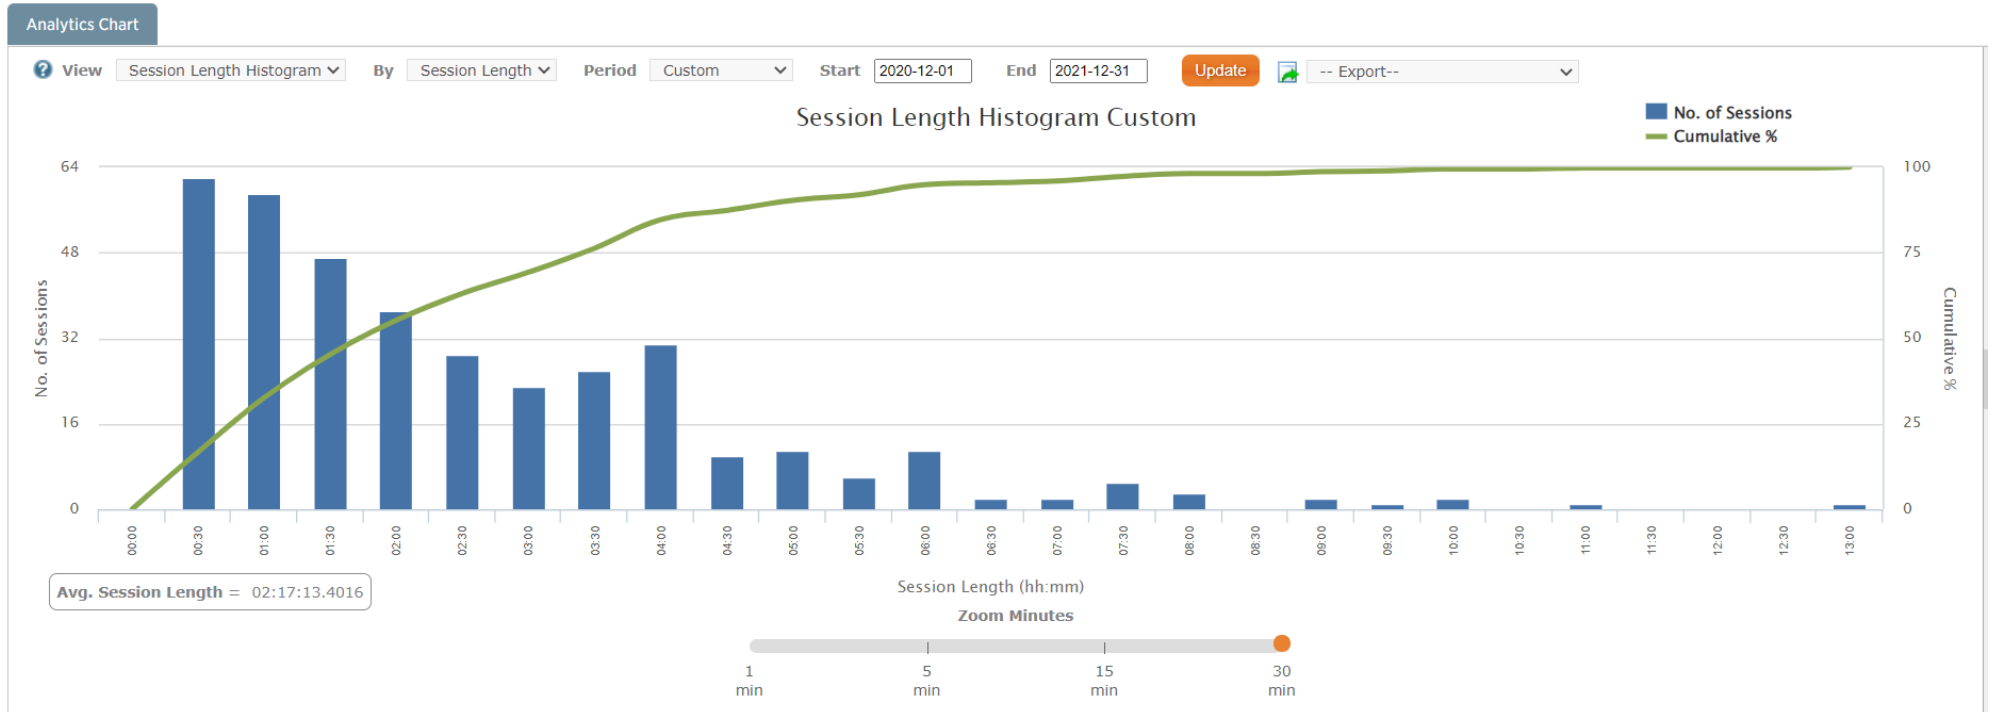 Analytics Chart
View Session Length Histogram By Session Length Period Custom Start 2020-12-01 End 2021-12-31 Update -- Export--
Session Length Histogram Custom
No. of Sessions
Cumulative %
64 100
48 75
32 50
16 25
0 0
No. of Sessions
Cumulative %
00:00 00:30 01:00 01:30 02:00 02:30 03:00 03:30 04:00 04:30 05:00 05:30 06:00 06:30 07:00 07:30 08:00 08:30 09:00 09:30 10:00 10:30 11:00 11:30 12:00 12:30 13:00
Session Length (hh:mm)
Avg. Session Length = 02:17:13.4016
Zoom Minutes
1 5 15 30
min min min min